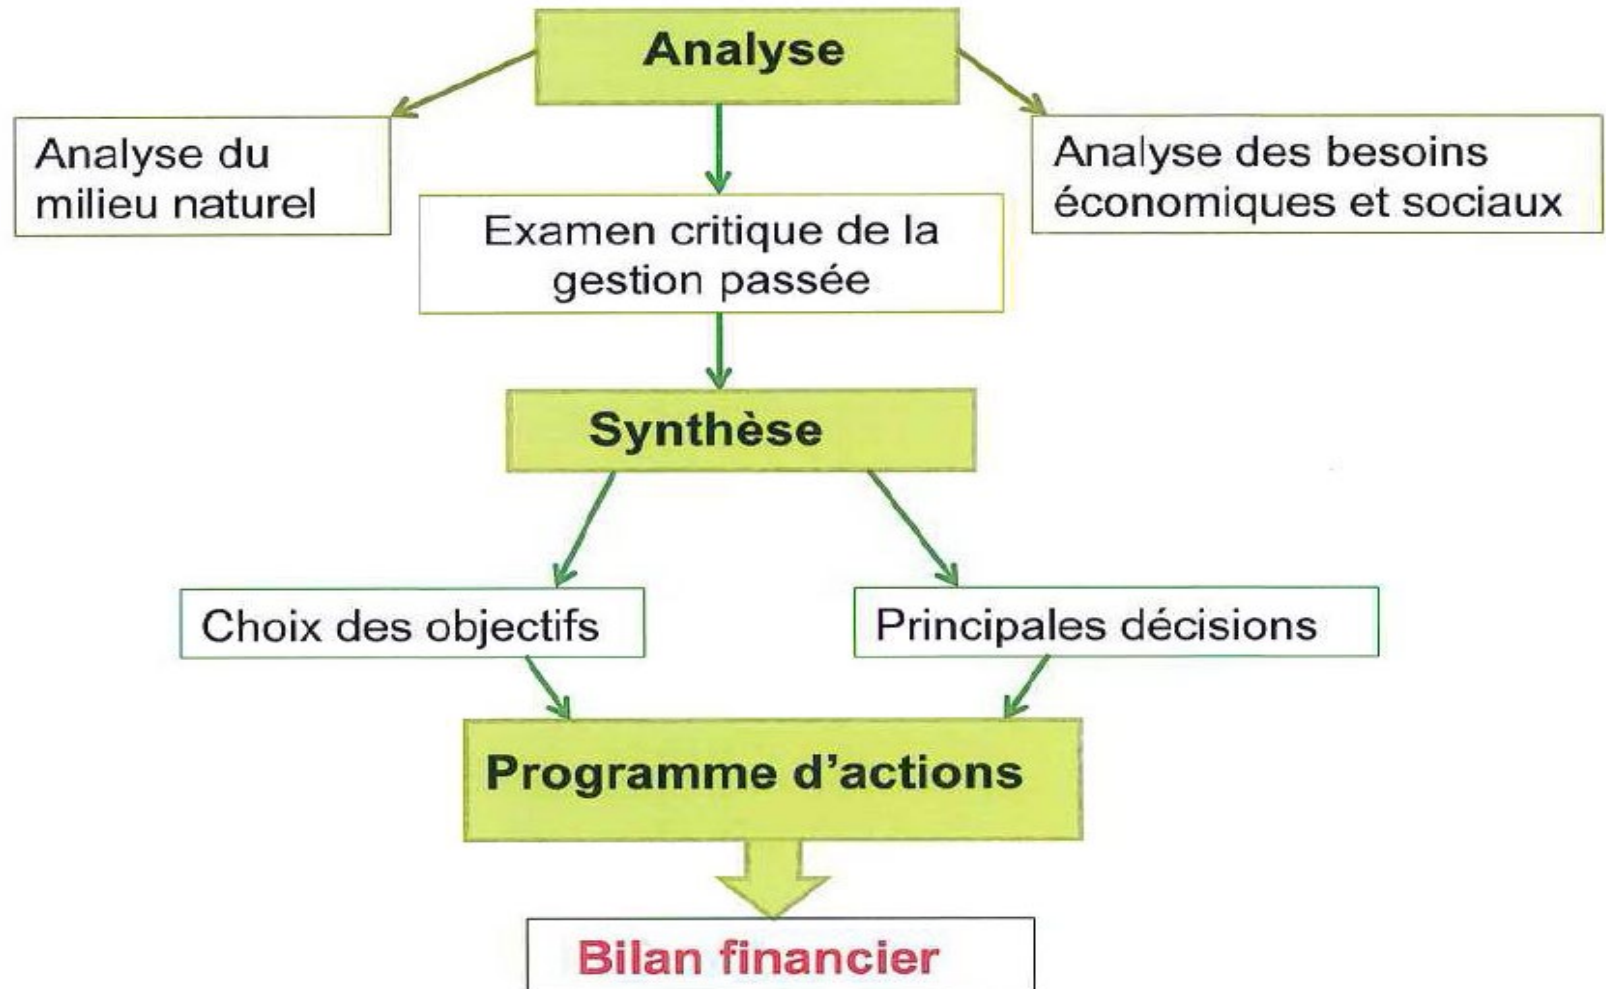 Analyse
Analyse du
milieu naturel
Examen critique de la
gestion passée
Analyse des besoins
économiques et sociaux
Synthèse
Choix des objectifs
Principales décisions
Programme d'actions
Bilan financier